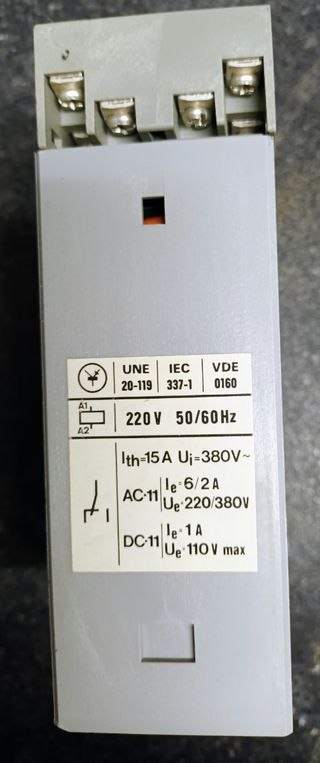 UNE IEC VDE
20-119 337-1 0160
A1
A2
220V 50/60Hz
Ith=15A Ui=380V~
AC-11 Ie=6/2A
Ue=220/380V
DC-11 Ie=1A
Ue=110V max